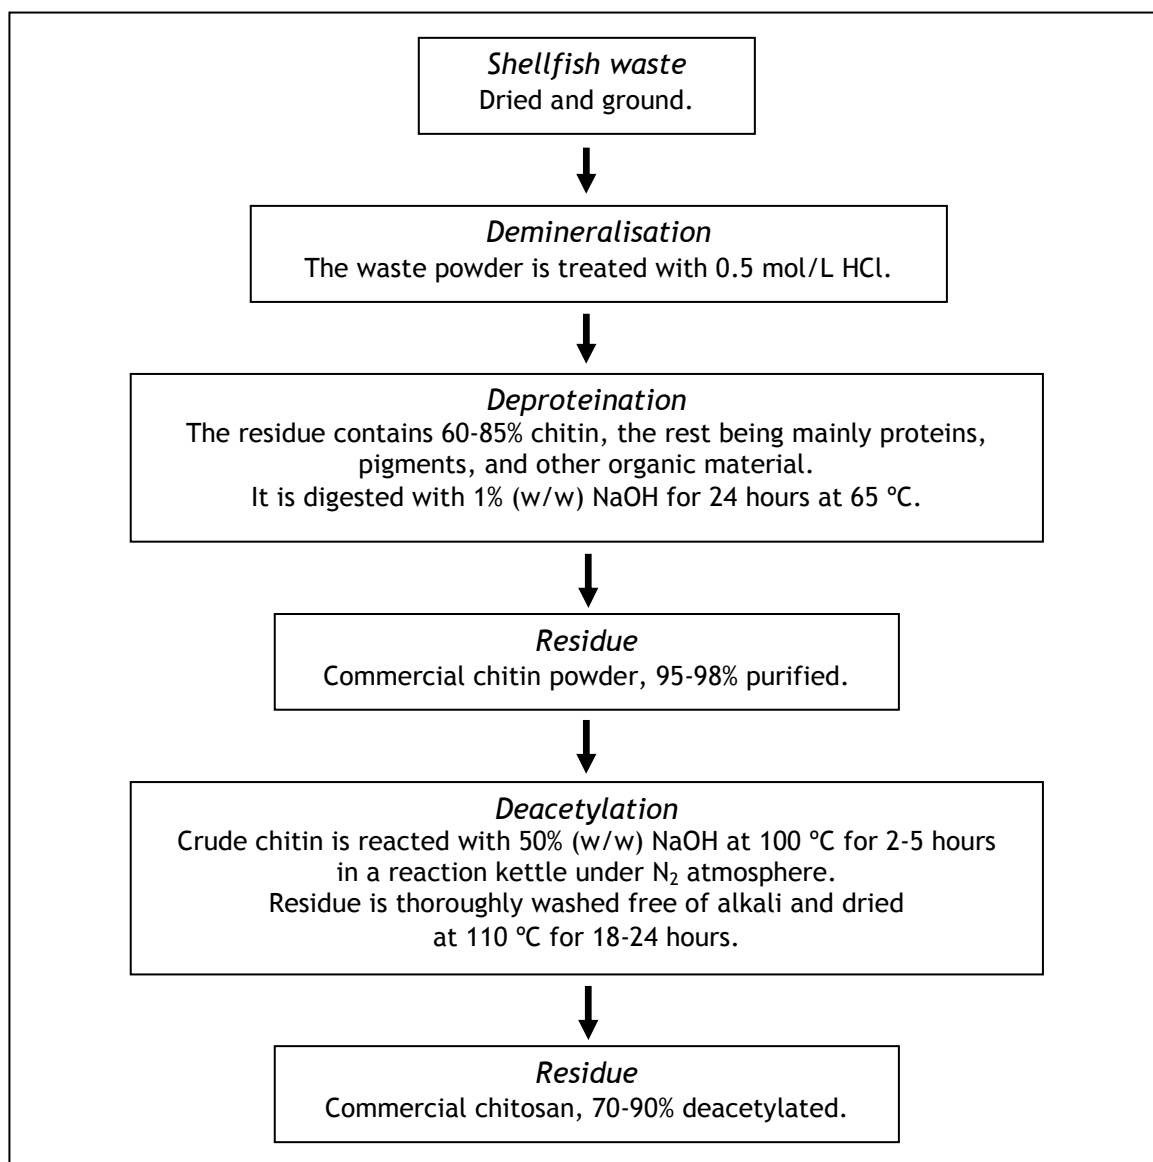 Shellfish waste
Dried and ground.
Demineralisation
The waste powder is treated with 0.5 mol/L HCl.
Deproteination
The residue contains 60-85% chitin, the rest being mainly proteins,
pigments, and other organic material.
It is digested with 1% (w/w) NaOH for 24 hours at 65 ºC.
Residue
Commercial chitin powder, 95-98% purified.
Deacetylation
Crude chitin is reacted with 50% (w/w) NaOH at 100 ºC for 2-5 hours
in a reaction kettle under N₂ atmosphere.
Residue is thoroughly washed free of alkali and dried
at 110 ºC for 18-24 hours.
Residue
Commercial chitosan, 70-90% deacetylated.